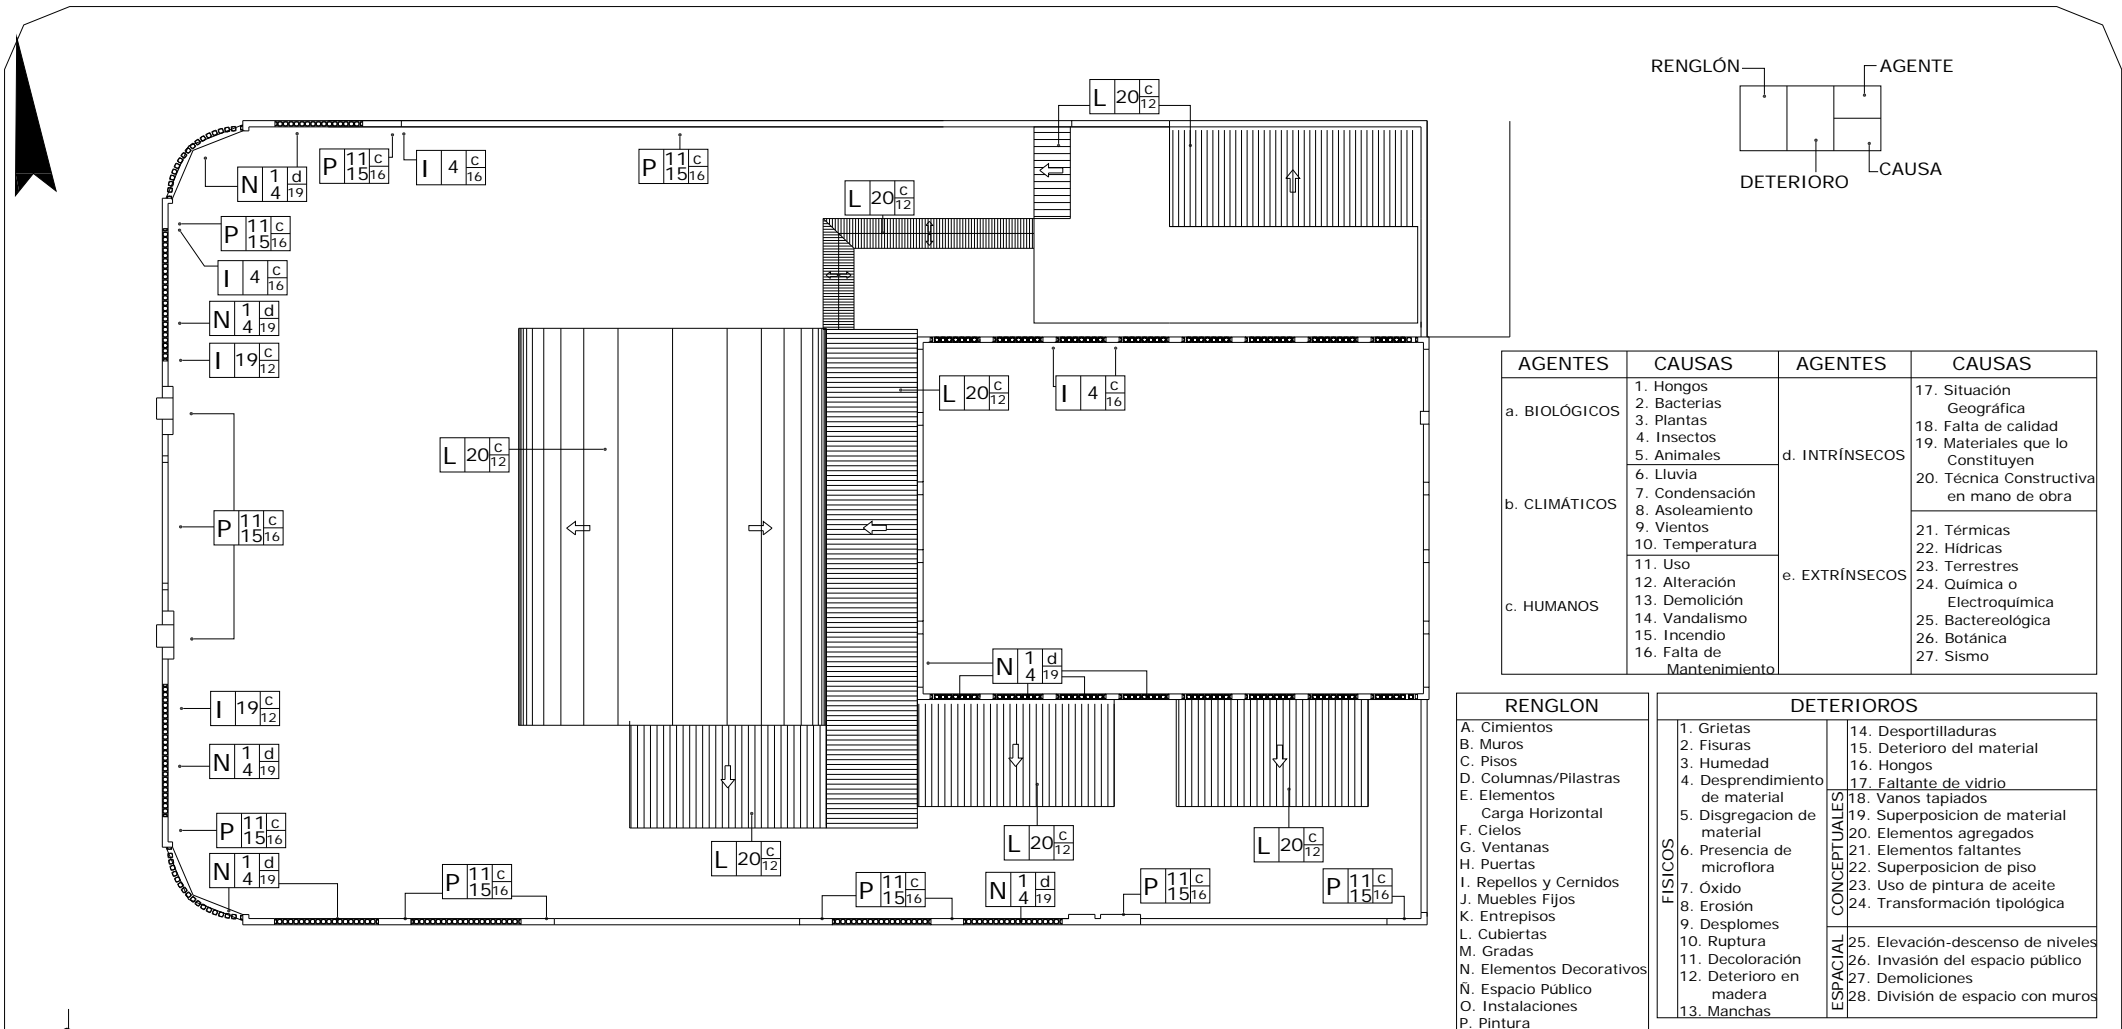 RENGLÓN
AGENTE
DETERIORO
CAUSA
L 20 c 12
P 11 15 c 16
I 4 c 16
P 11 15 c 16
N 1 4 d 19
L 20 c 12
P 11 15 c 16
I 4 c 16
N 1 4 d 19
I 19 c 12
L 20 c 12
I 4 c 16
L 20 c 12
P 11 15 c 16
N 1 4 d 19
I 19 c 12
N 1 4 d 19
P 11 15 c 16
L 20 c 12
L 20 c 12
L 20 c 12
N 1 4 d 19
P 11 15 c 16
P 11 15 c 16
N 1 4 d 19
P 11 15 c 16
P 11 15 c 16
AGENTES
CAUSAS
AGENTES
CAUSAS
a. BIOLÓGICOS
1. Hongos
2. Bacterias
3. Plantas
4. Insectos
5. Animales
b. CLIMÁTICOS
6. Lluvia
7. Condensación
8. Asoleamiento
9. Vientos
10. Temperatura
c. HUMANOS
11. Uso
12. Alteración
13. Demolición
14. Vandalismo
15. Incendio
16. Falta de
Mantenimiento
d. INTRÍNSECOS
17. Situación
Geográfica
18. Falta de calidad
19. Materiales que lo
Constituyen
20. Técnica Constructiva
en mano de obra
e. EXTRÍNSECOS
21. Térmicas
22. Hídricas
23. Terrestres
24. Química o
Electroquímica
25. Bactereológica
26. Botánica
27. Sismo
RENGLON
A. Cimientos
B. Muros
C. Pisos
D. Columnas/Pilastras
E. Elementos
Carga Horizontal
F. Cielos
G. Ventanas
H. Puertas
I. Repellos y Cernidos
J. Muebles Fijos
K. Entrepisos
L. Cubiertas
M. Gradas
N. Elementos Decorativos
Ñ. Espacio Público
O. Instalaciones
P. Pintura
DETERIOROS
FISICOS
1. Grietas
2. Fisuras
3. Humedad
4. Desprendimiento
de material
5. Disgregacion de
material
6. Presencia de
microflora
7. Óxido
8. Erosión
9. Desplomes
10. Ruptura
11. Decoloración
12. Deterioro en
madera
13. Manchas
14. Desportilladuras
15. Deterioro del material
16. Hongos
17. Faltante de vidrio
CONCEPTUALES
18. Vanos tapiados
19. Superposicion de material
20. Elementos agregados
21. Elementos faltantes
22. Superposicion de piso
23. Uso de pintura de aceite
24. Transformación tipológica
ESPACIAL
25. Elevación-descenso de niveles
26. Invasión del espacio público
27. Demoliciones
28. División de espacio con muros